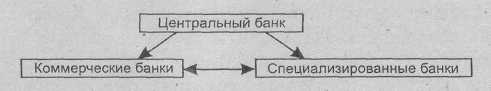 Центральный банк
Коммерческие банки
Специализированные банки